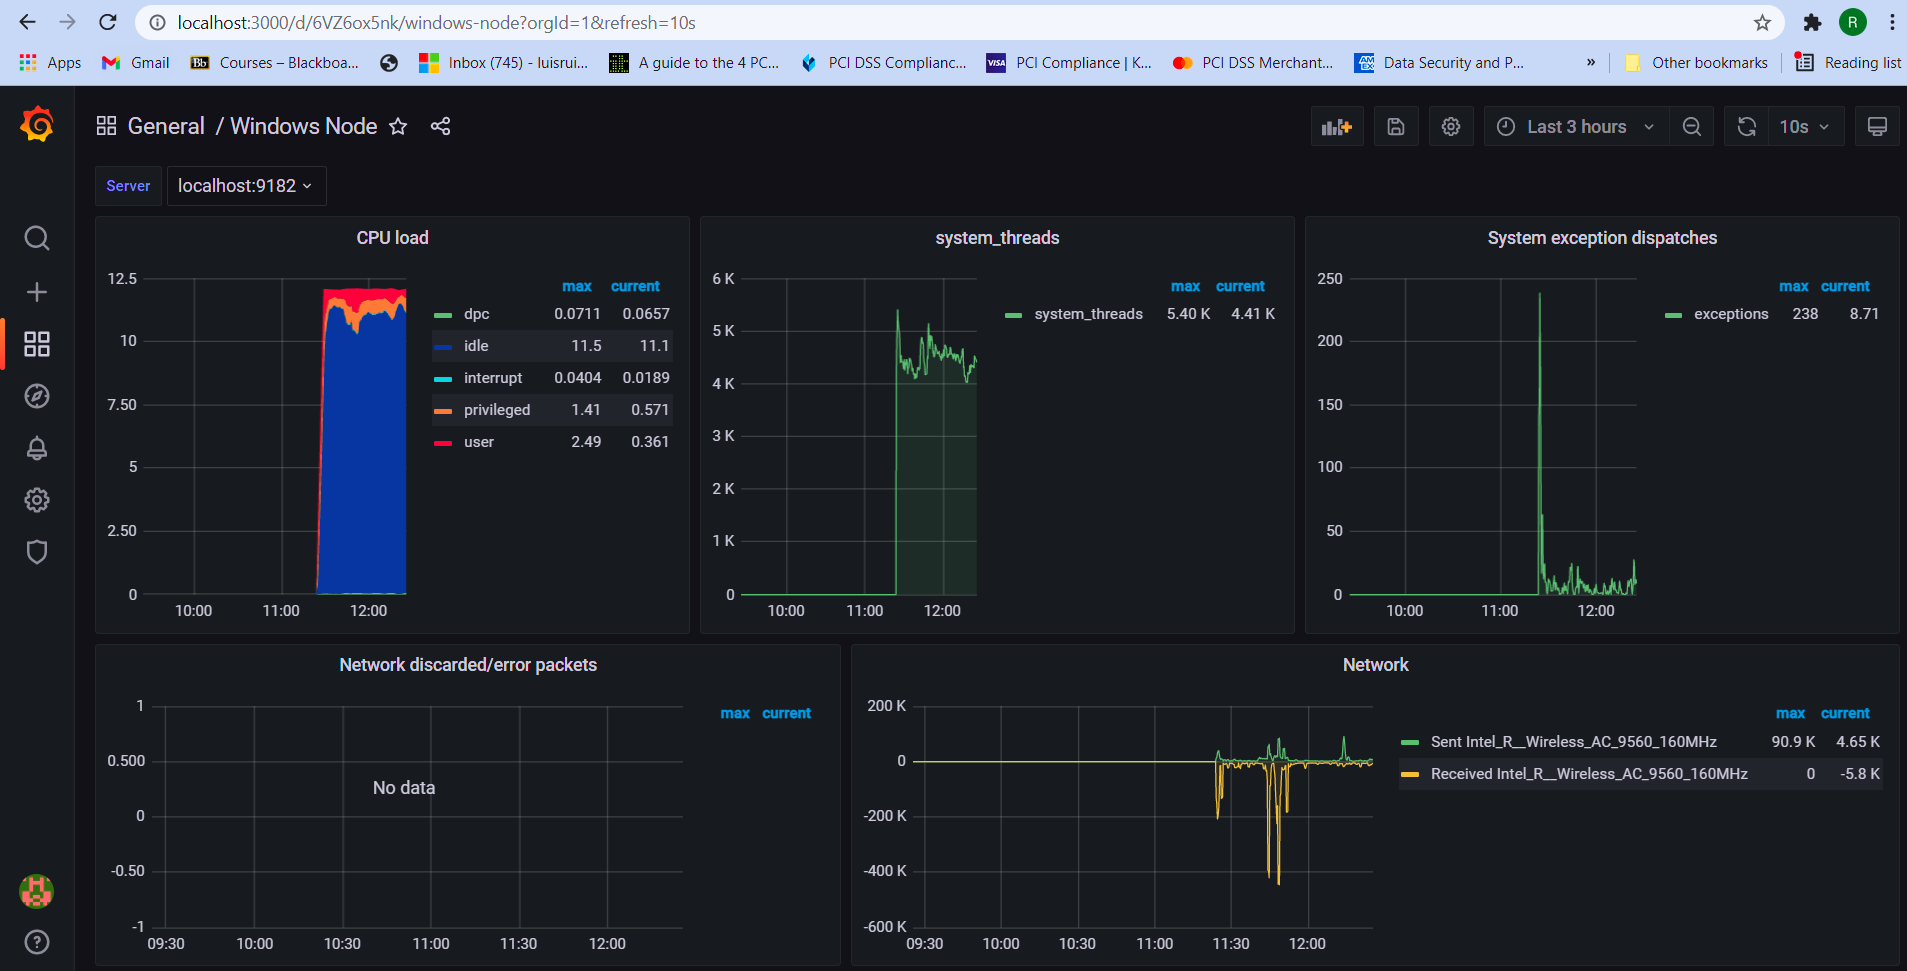 localhost:3000/d/6VZ6ox5nk/windows-node?orgId=1&refresh=10s
R
Apps Gmail Bb Courses – Blackboa... Inbox (745) - luisrui... A guide to the 4 PC... PCI DSS Complianc... VISA PCI Compliance | K... PCI DSS Merchant... AM EX Data Security and P... » Other bookmarks Reading list
General / Windows Node
Last 3 hours
10s
Server localhost:9182
CPU load
12.5
10
7.50
5
2.50
0
10:00 11:00 12:00
max current
dpc 0.0711 0.0657
idle 11.5 11.1
interrupt 0.0404 0.0189
privileged 1.41 0.571
user 2.49 0.361
system_threads
6 K
5 K
4 K
3 K
2 K
1 K
0
10:00 11:00 12:00
max current
system_threads 5.40 K 4.41 K
System exception dispatches
250
200
150
100
50
0
10:00 11:00 12:00
max current
exceptions 238 8.71
Network discarded/error packets
1
0.500
0
-0.50
-1
No data
09:30 10:00 10:30 11:00 11:30 12:00
max current
Network
200 K
0
-200 K
-400 K
-600 K
09:30 10:00 10:30 11:00 11:30 12:00
max current
Sent Intel_R__Wireless_AC_9560_160MHz 90.9 K 4.65 K
Received Intel_R__Wireless_AC_9560_160MHz 0 -5.8 K